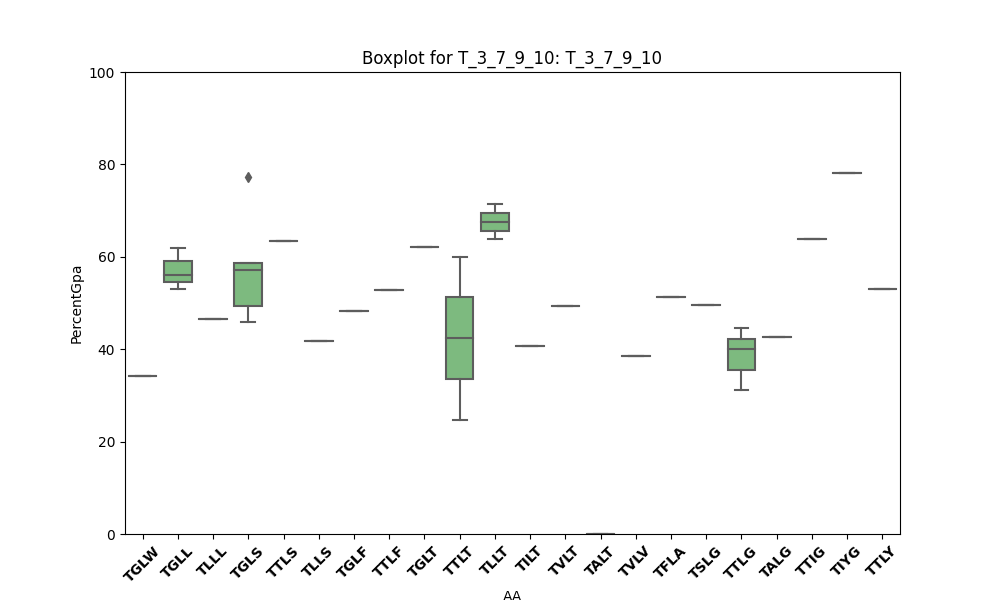 Boxplot for T_3_7_9_10: T_3_7_9_10
PercentGpa
100
80
60
40
20
0
TGLW TGLL TLLL TGLS TTLS TLLS TGLF TTLF TGLT TTLT TLLT TILT TVLT TALT TVLV TFLA TSLG TTLG TALG TTIG TIYG TTLY
AA